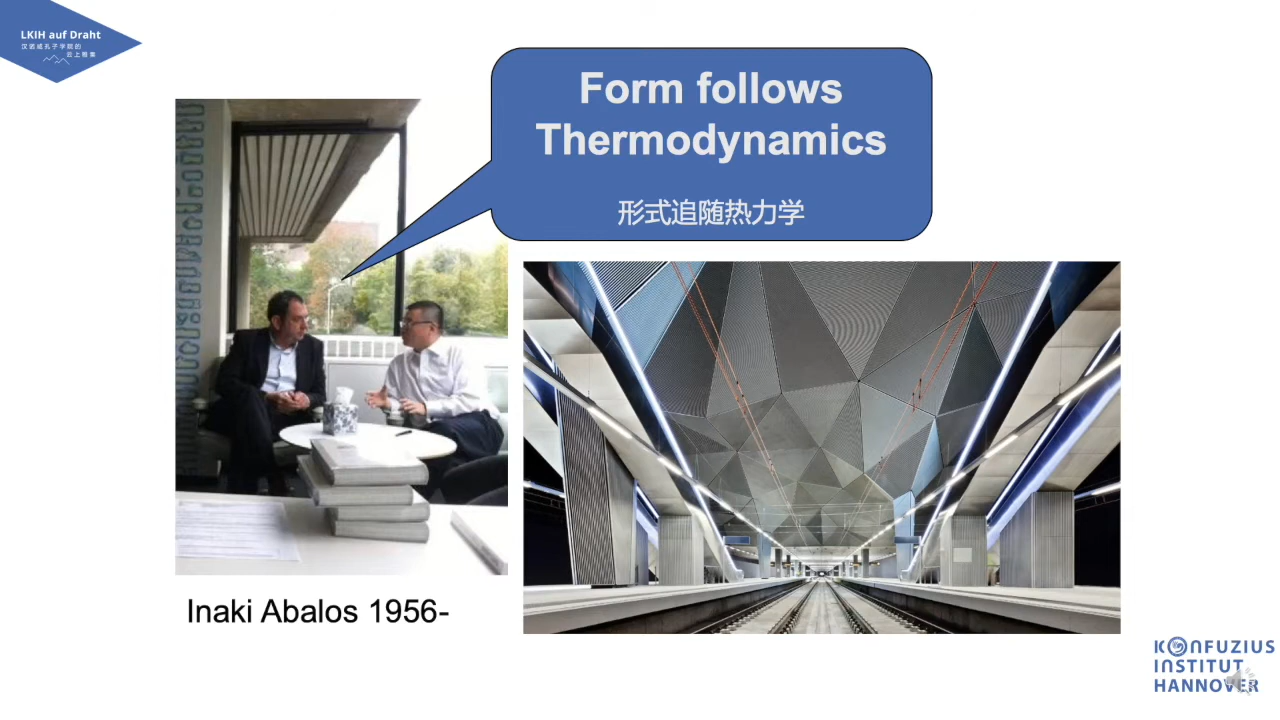 LKIH auf Draht
汉诺威孔子学院的
云上相集
Form follows
Thermodynamics
形式追随热力学
Inaki Abalos 1956-
KONFUZIUS
INSTITUT
HANNOVER